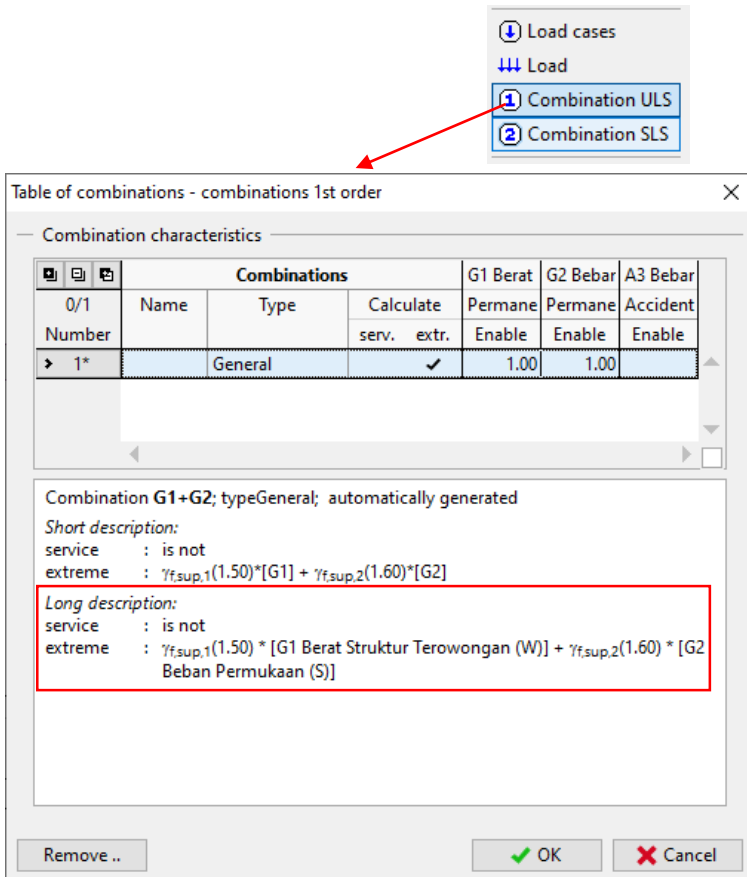 Load cases
Load
1 Combination ULS
2 Combination SLS
Table of combinations - combinations 1st order
Combination characteristics
Combinations G1 Berat G2 Bebar A3 Bebar
0/1 Name Type Calculate Permane Permane Accident
Number serv. extr. Enable Enable Enable
1* General ✓ 1.00 1.00
Combination G1+G2; typeGeneral; automatically generated
Short description:
service : is not
extreme : γf,sup,1(1.50)*[G1] + γf,sup,2(1.60)*[G2]
Long description:
service : is not
extreme : γf,sup,1(1.50) * [G1 Berat Struktur Terowongan (W)] + γf,sup,2(1.60) * [G2
Beban Permukaan (S)]
Remove .. OK Cancel